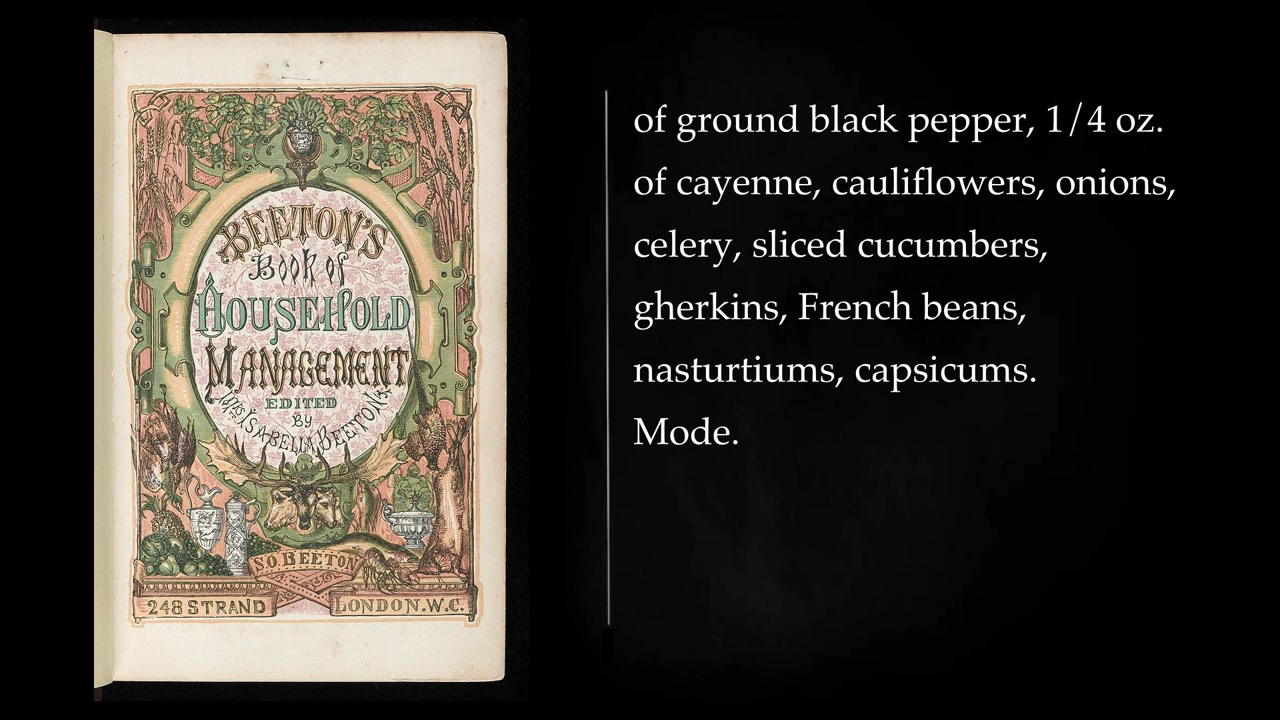 BEETON'S
Book of
HOUSEHOLD
MANAGEMENT
EDITED
BY
MRS ISABELLA BEETON
S.O. BEETON
248 STRAND
LONDON. W.C.
of ground black pepper, 1/4 oz.
of cayenne, cauliflowers, onions,
celery, sliced cucumbers,
gherkins, French beans,
nasturtiums, capsicums.
Mode.